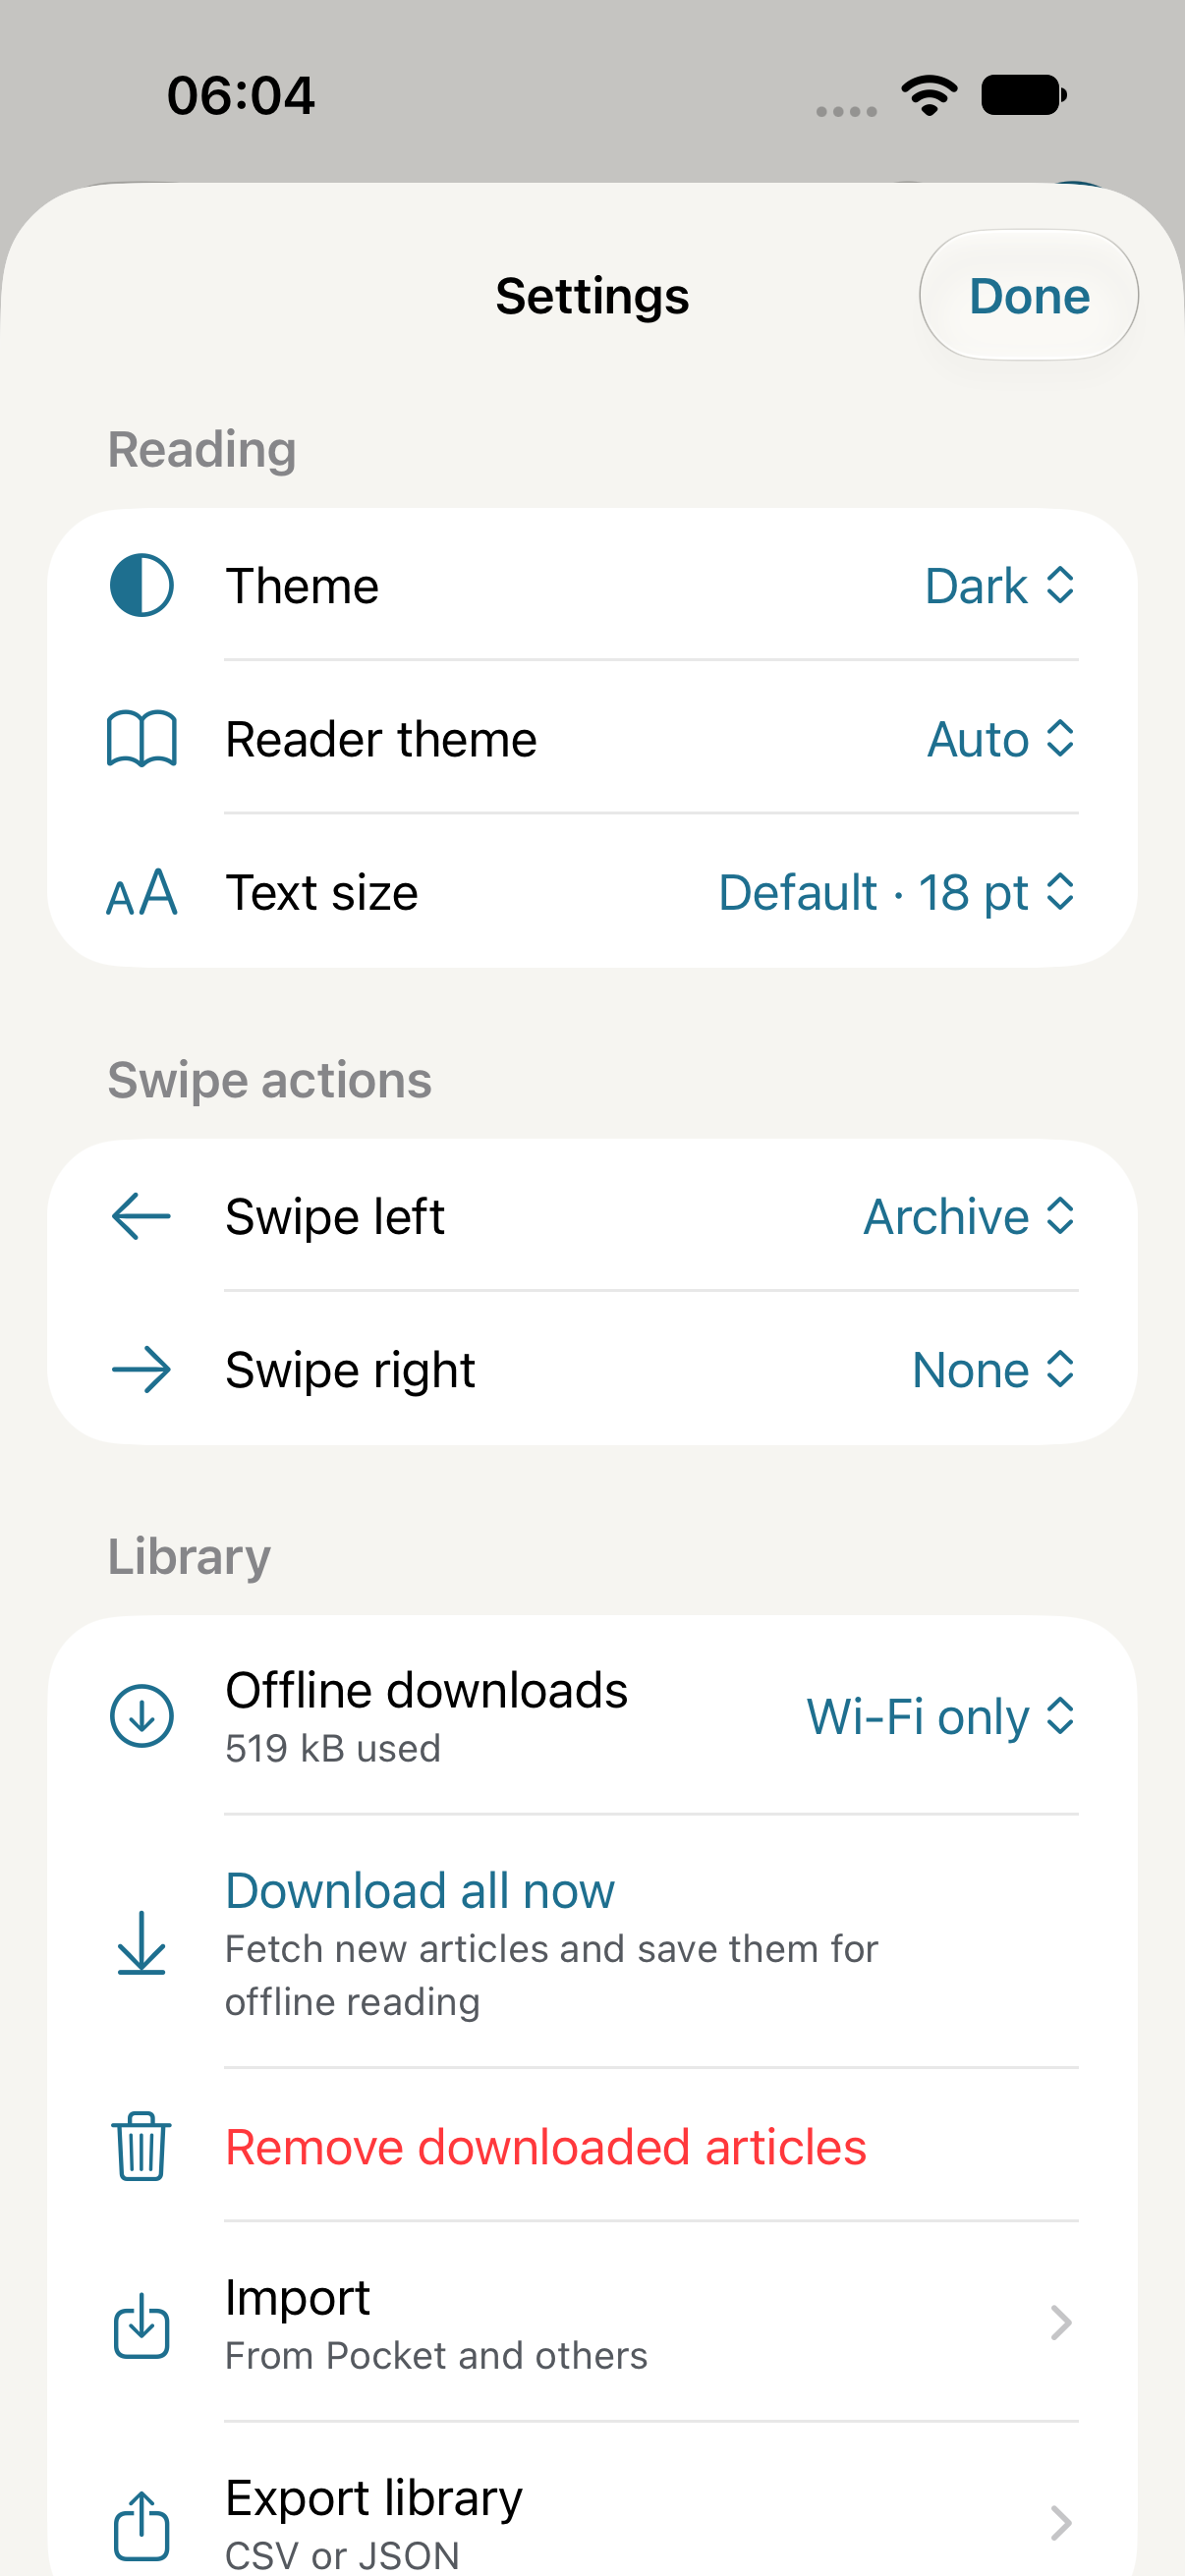 06:04
Settings
Done
Reading
Theme
Dark
Reader theme
Auto
AA
Text size
Default · 18 pt
Swipe actions
Swipe left
Archive
Swipe right
None
Library
Offline downloads
519 kB used
Wi-Fi only
Download all now
Fetch new articles and save them for
offline reading
Remove downloaded articles
Import
From Pocket and others
Export library
CSV or JSON